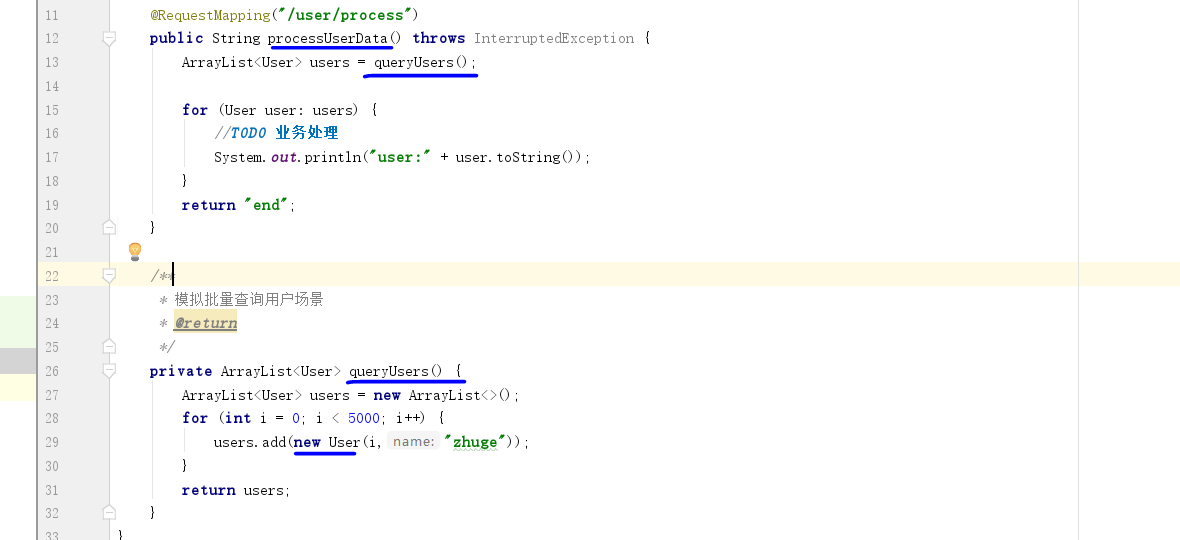 11 @RequestMapping("/user/process")
12 public String processUserData() throws InterruptedException {
13 ArrayList<User> users = queryUsers();
14
15 for (User user: users) {
16 //TODO 业务处理
17 System.out.println("user:" + user.toString());
18 }
19 return "end";
20 }
21
22 /**
23 * 模拟批量查询用户场景
24 * @return
25 */
26 private ArrayList<User> queryUsers() {
27 ArrayList<User> users = new ArrayList<>();
28 for (int i = 0; i < 5000; i++) {
29 users.add(new User(i, name: "zhuge"));
30 }
31 return users;
32 }
33 }